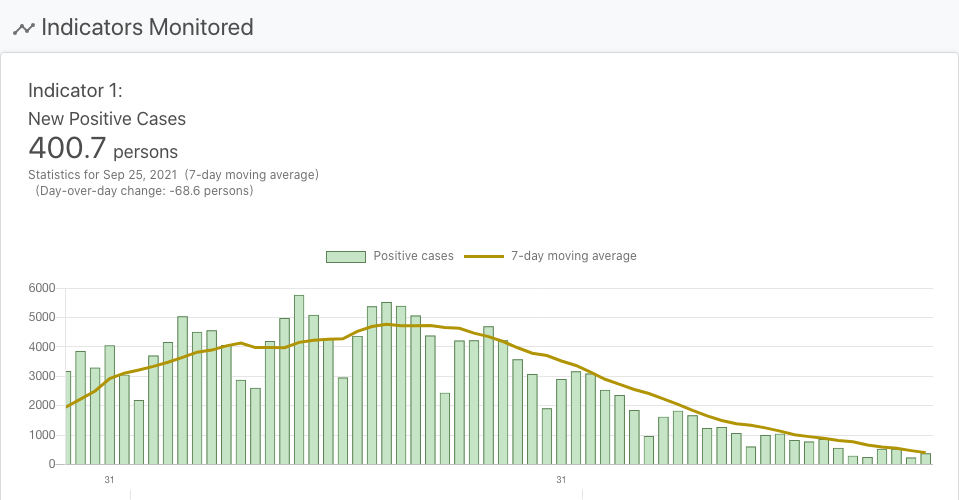 Indicators Monitored
Indicator 1:
New Positive Cases
400.7 persons
Statistics for Sep 25, 2021 (7-day moving average)
(Day-over-day change: -68.6 persons)
Positive cases 7-day moving average
6000
5000
4000
3000
2000
1000
0
31 31